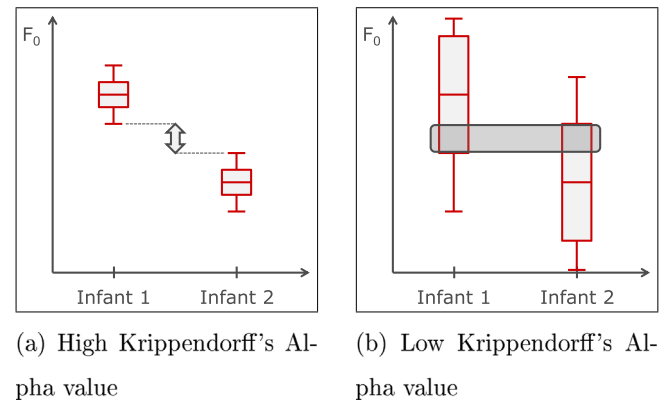 F0
Infant 1 Infant 2
(a) High Krippendorff's Al-
pha value
F0
Infant 1 Infant 2
(b) Low Krippendorff's Al-
pha value